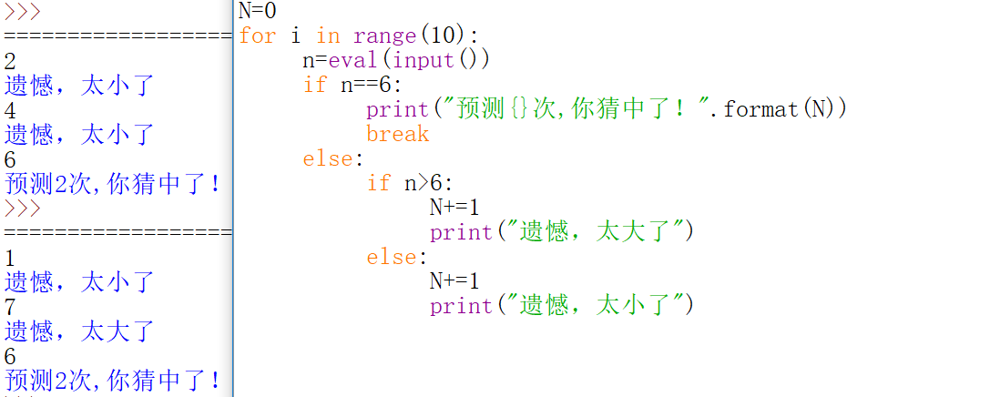 >>>
==================
2
遗憾，太小了
4
遗憾，太小了
6
预测2次,你猜中了!
>>>
==================
1
遗憾，太小了
7
遗憾，太大了
6
预测2次,你猜中了!
N=0
for i in range(10):
    n=eval(input())
    if n==6:
        print("预测{}次,你猜中了! ".format(N))
        break
    else:
        if n>6:
            N+=1
            print("遗憾，太大了")
        else:
            N+=1
            print("遗憾，太小了")